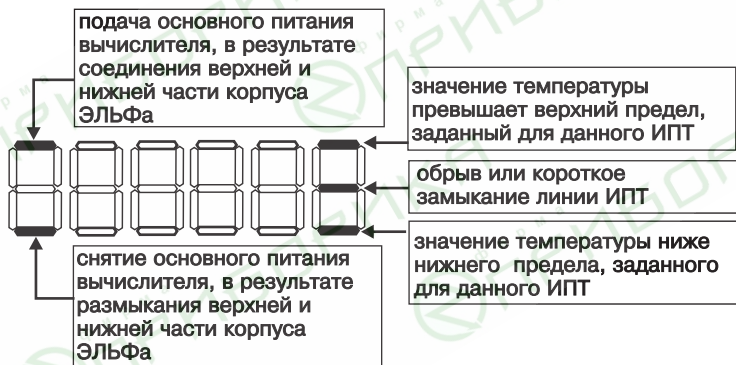 подача основного питания
вычислителя, в результате
соединения верхней и
нижней части корпуса
ЭЛЬФа
значение температуры
превышает верхний предел,
заданный для данного ИПТ
обрыв или короткое
замыкание линии ИПТ
значение температуры ниже
нижнего предела, заданного
для данного ИПТ
снятие основного питания
вычислителя, в результате
размыкания верхней и
нижней части корпуса
ЭЛЬФа
фирма
ПРИБОРИКА